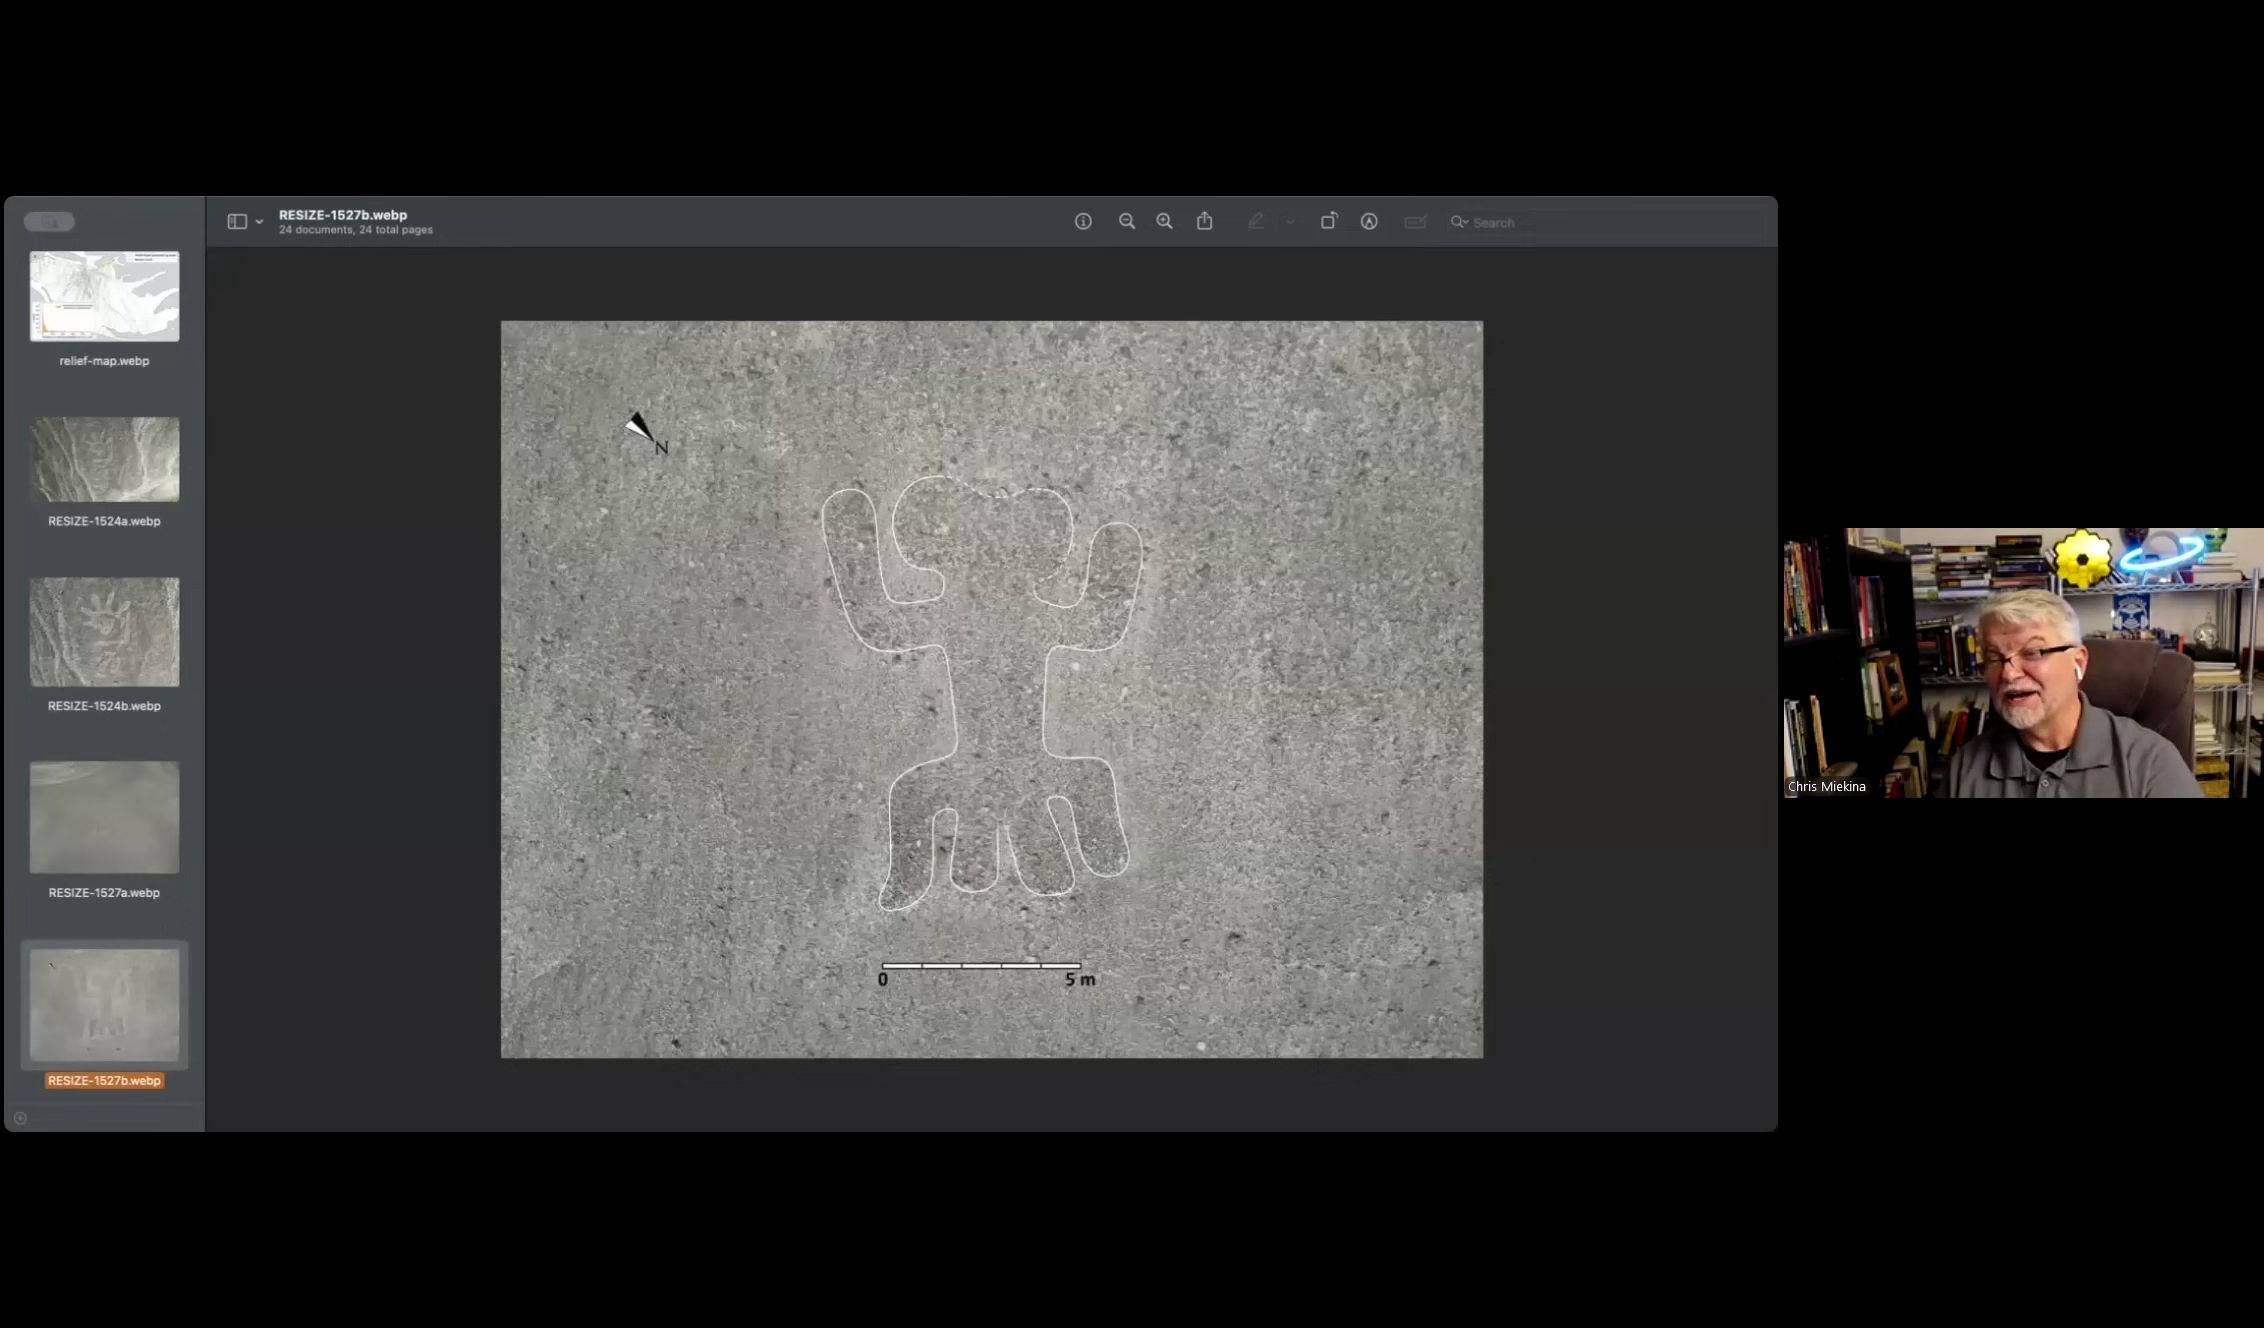 RESIZE-1527b.webp
24 documents, 24 total pages
Search
relief-map.webp
RESIZE-1524a.webp
RESIZE-1524b.webp
RESIZE-1527a.webp
RESIZE-1527b.webp
N
0 5 m
Chris Miekina